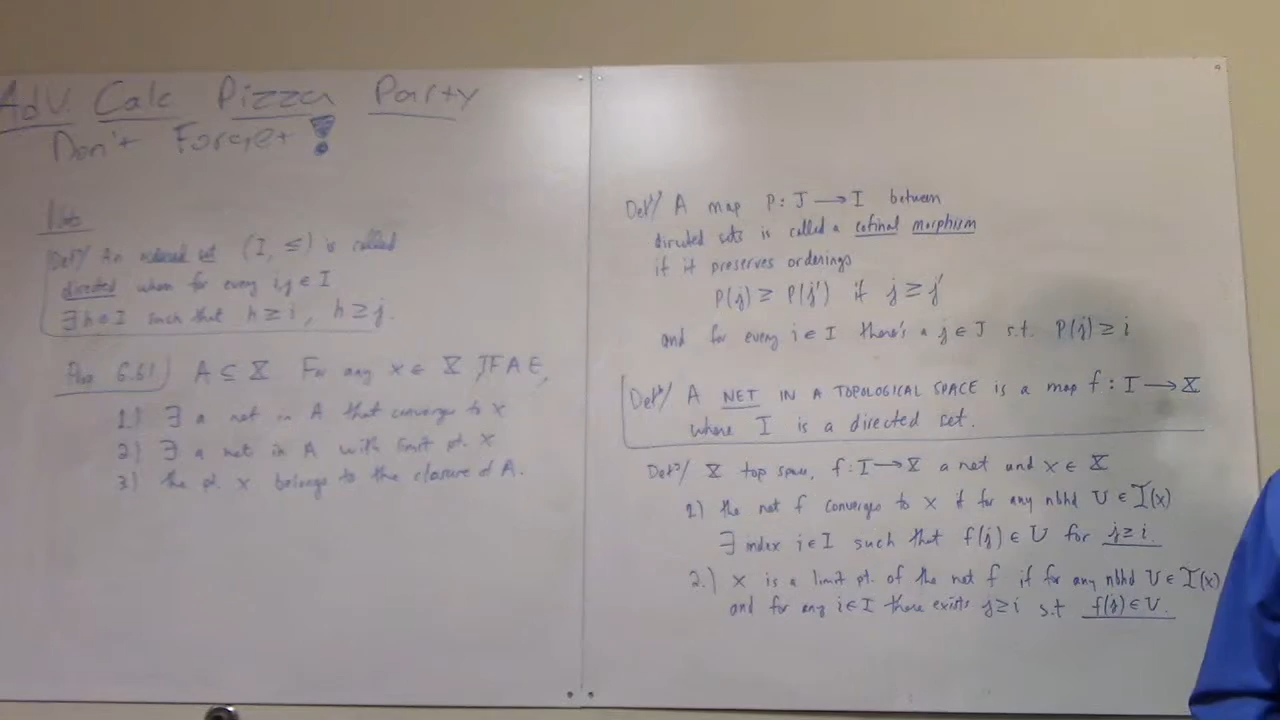 Adv. Calc Pizza Party
Don't Forget!
Def/ An ordered set (I, ≤) is called
directed when for every i,j ∈ I
∃ h ∈ I such that h ≥ i, h ≥ j.
6.61 A ⊆ X For any x ∈ X TFAE,
1) ∃ a net in A that converges to x
2) ∃ a net in A with limit pt. x
3) the pt. x belongs to the closure of A.
Def/ A map P: J → I between
directed sets is called a cofinal morphism
if it preserves orderings
P(j) ≥ P(j') if j ≥ j'
and for every i ∈ I there's a j ∈ J s.t. P(j) ≥ i
Def/ A NET IN A TOPOLOGICAL SPACE is a map f: I → X
where I is a directed set.
Def/ X top space, f: I → X a net and x ∈ X
1) the net f converges to x if for any nbhd U ∈ I(x)
∃ index i ∈ I such that f(j) ∈ U for j ≥ i.
2.) x is a limit pt. of the net f if for any nbhd U ∈ I(x)
and for any i ∈ I there exists j ≥ i s.t f(j) ∈ U.